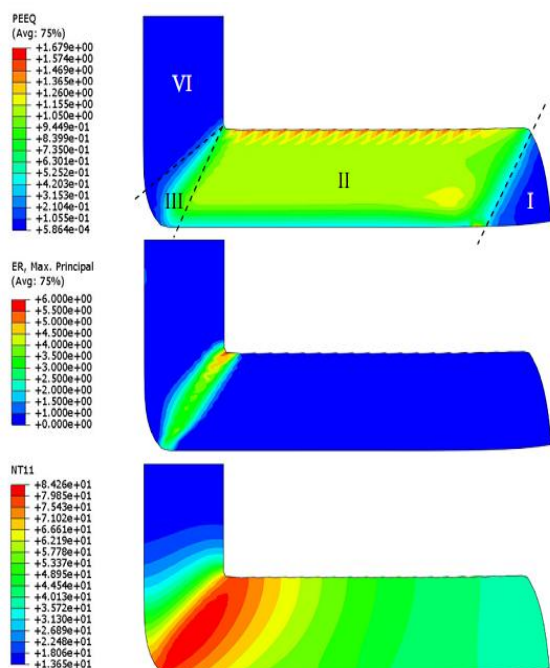 PEEQ
(Avg: 75%)
+1.679e+00
+1.574e+00
+1.469e+00
+1.365e+00
+1.260e+00
+1.155e+00
+1.050e+00
+9.449e-01
+8.399e-01
+7.350e-01
+6.301e-01
+5.252e-01
+4.203e-01
+3.153e-01
+2.104e-01
+1.055e-01
+5.864e-04
VI
III
II
I
ER, Max. Principal
(Avg: 75%)
+6.000e+00
+5.500e+00
+5.000e+00
+4.500e+00
+4.000e+00
+3.500e+00
+3.000e+00
+2.500e+00
+2.000e+00
+1.500e+00
+1.000e+00
+0.000e+00
NT11
+8.426e+01
+7.985e+01
+7.543e+01
+7.102e+01
+6.661e+01
+6.219e+01
+5.778e+01
+5.337e+01
+4.895e+01
+4.454e+01
+4.013e+01
+3.572e+01
+3.130e+01
+2.689e+01
+2.248e+01
+1.806e+01
+1.365e+01